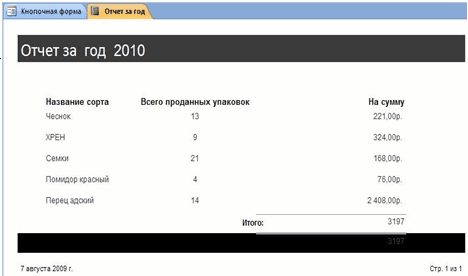 Кнопочная форма Отчет за год
Отчет за год 2010
Название сорта Всего проданных упаковок На сумму
Чеснок 13 221,00р.
ХРЕН 9 324,00р.
Семки 21 168,00р.
Помидор красный 4 76,00р.
Перец адский 14 2 408,00р.
Итого: 3197
3197
7 августа 2009 г. Стр. 1 из 1